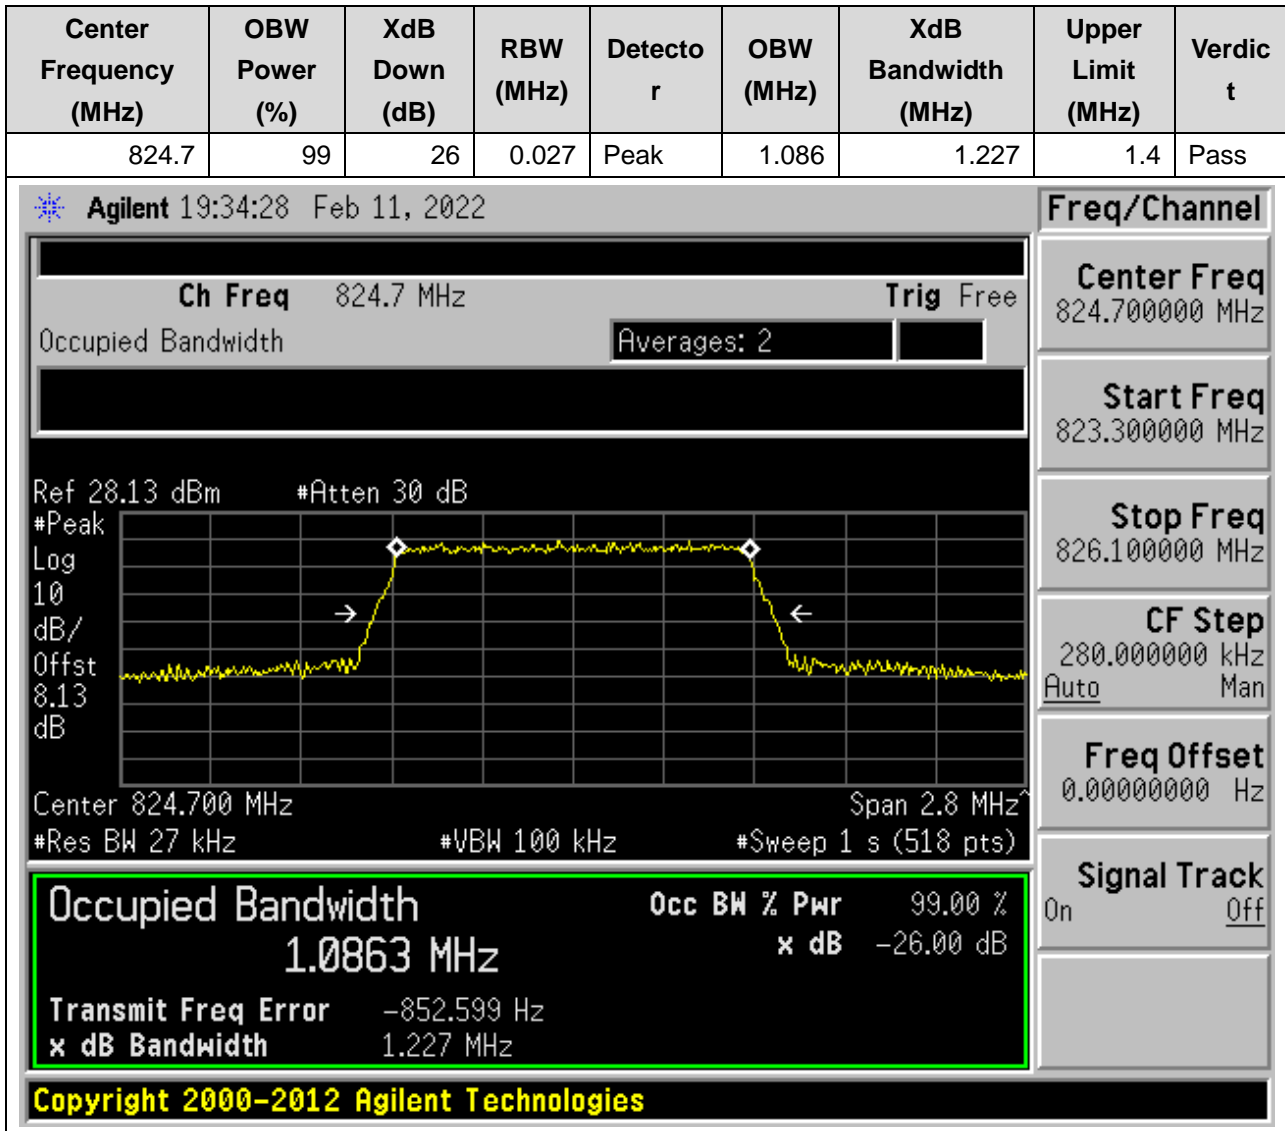 Center Frequency (MHz) OBW Power (%) XdB Down (dB) RBW (MHz) Detecto r OBW (MHz) XdB Bandwidth (MHz) Upper Limit (MHz) Verdic t
824.7 99 26 0.027 Peak 1.086 1.227 1.4 Pass
Agilent 19:34:28 Feb 11, 2022
Ch Freq 824.7 MHz Trig Free
Occupied Bandwidth Averages: 2
Ref 28.13 dBm #Atten 30 dB
#Peak
Log
10
dB/
Offst
8.13
dB
Center 824.700 MHz Span 2.8 MHz^
#Res BW 27 kHz #VBW 100 kHz #Sweep 1 s (518 pts)
Occupied Bandwidth Occ BW % Pwr 99.00 %
1.0863 MHz x dB -26.00 dB
Transmit Freq Error -852.599 Hz
x dB Bandwidth 1.227 MHz
Copyright 2000-2012 Agilent Technologies
Freq/Channel
Center Freq
824.700000 MHz
Start Freq
823.300000 MHz
Stop Freq
826.100000 MHz
CF Step
280.000000 kHz
Auto Man
Freq Offset
0.00000000 Hz
Signal Track
On Off